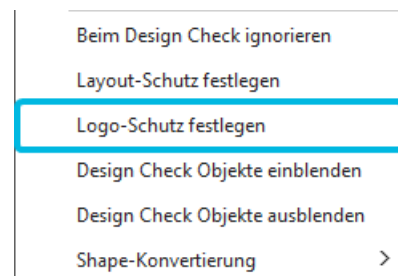 Beim Design Check ignorieren
Layout-Schutz festlegen
Logo-Schutz festlegen
Design Check Objekte einblenden
Design Check Objekte ausblenden
Shape-Konvertierung